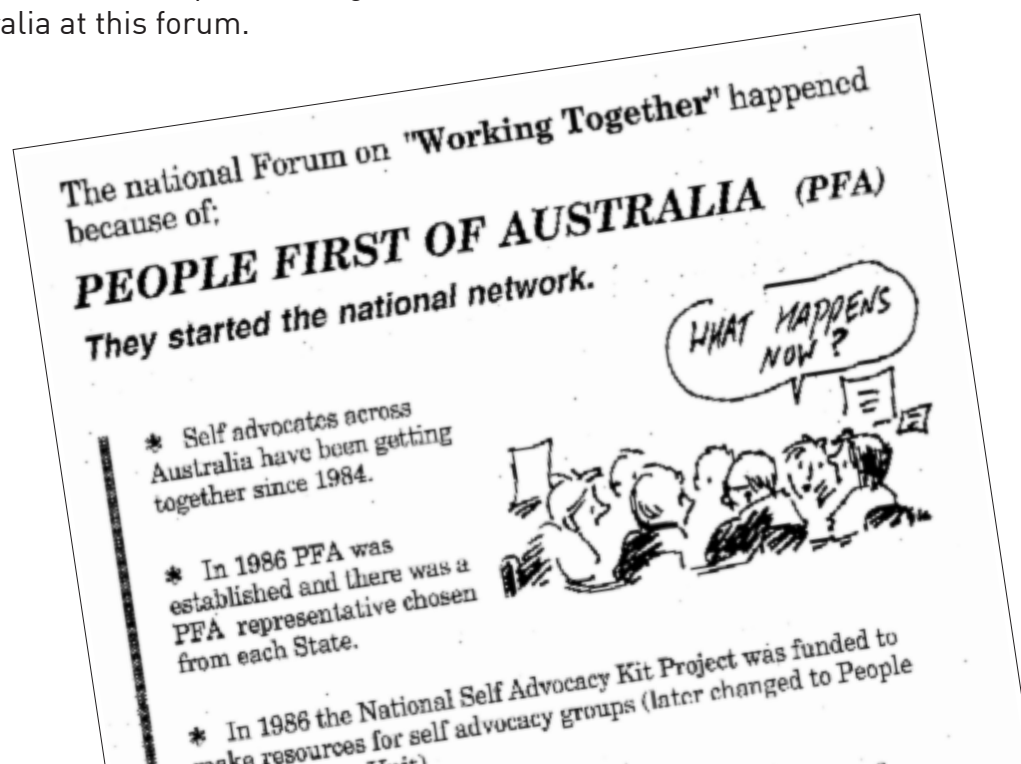 alia at this forum.
The national Forum on "Working Together" happened
because of;
PEOPLE FIRST OF AUSTRALIA (PFA)
They started the national network.
WHAT HAPPENS
NOW ?
* Self advocates across
Australia have been getting
together since 1984.
* In 1986 PFA was
established and there was a
PFA representative chosen
from each State.
* In 1986 the National Self Advocacy Kit Project was funded to
make resources for self advocacy groups (later changed to People
Unit)